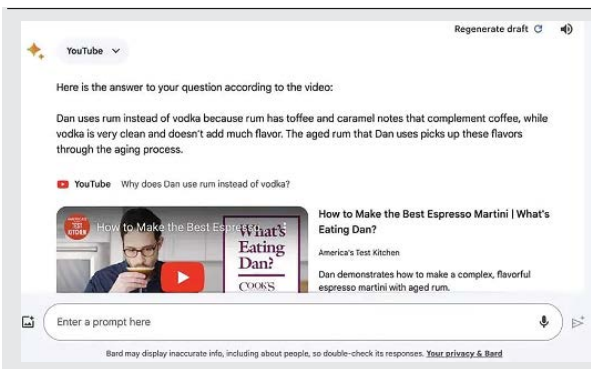 Regenerate draft
YouTube
Here is the answer to your question according to the video:
Dan uses rum instead of vodka because rum has toffee and caramel notes that complement coffee, while
vodka is very clean and doesn't add much flavor. The aged rum that Dan uses picks up these flavors
through the aging process.
YouTube Why does Dan use rum instead of vodka?
AMERICA'S TEST KITCHEN
How to Make the Best Espresso
What's
Eating
Dan?
COOK'S
How to Make the Best Espresso Martini | What's
Eating Dan?
America's Test Kitchen
Dan demonstrates how to make a complex, flavorful
espresso martini with aged rum.
Enter a prompt here
Bard may display inaccurate info, including about people, so double-check its responses. Your privacy & Bard